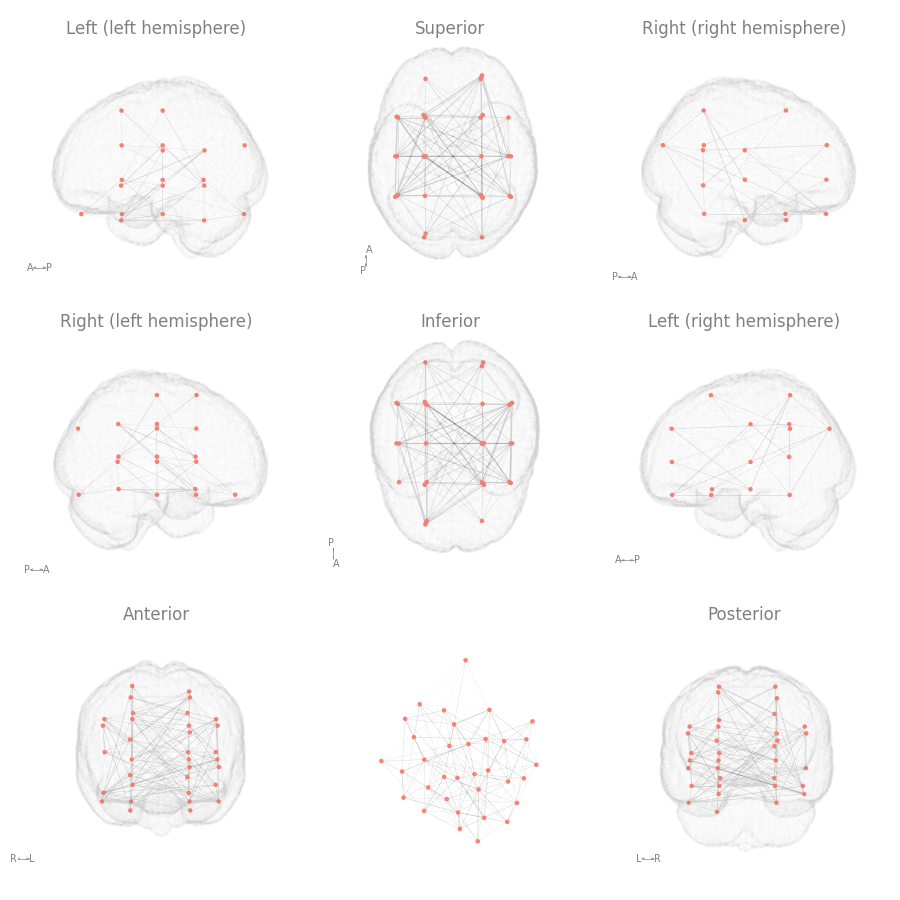 Left (left hemisphere)
Superior
Right (right hemisphere)
A
P
A
P
P
A
Right (left hemisphere)
Inferior
Left (right hemisphere)
P
A
P
A
A
P
Anterior
Posterior
R
L
L
R